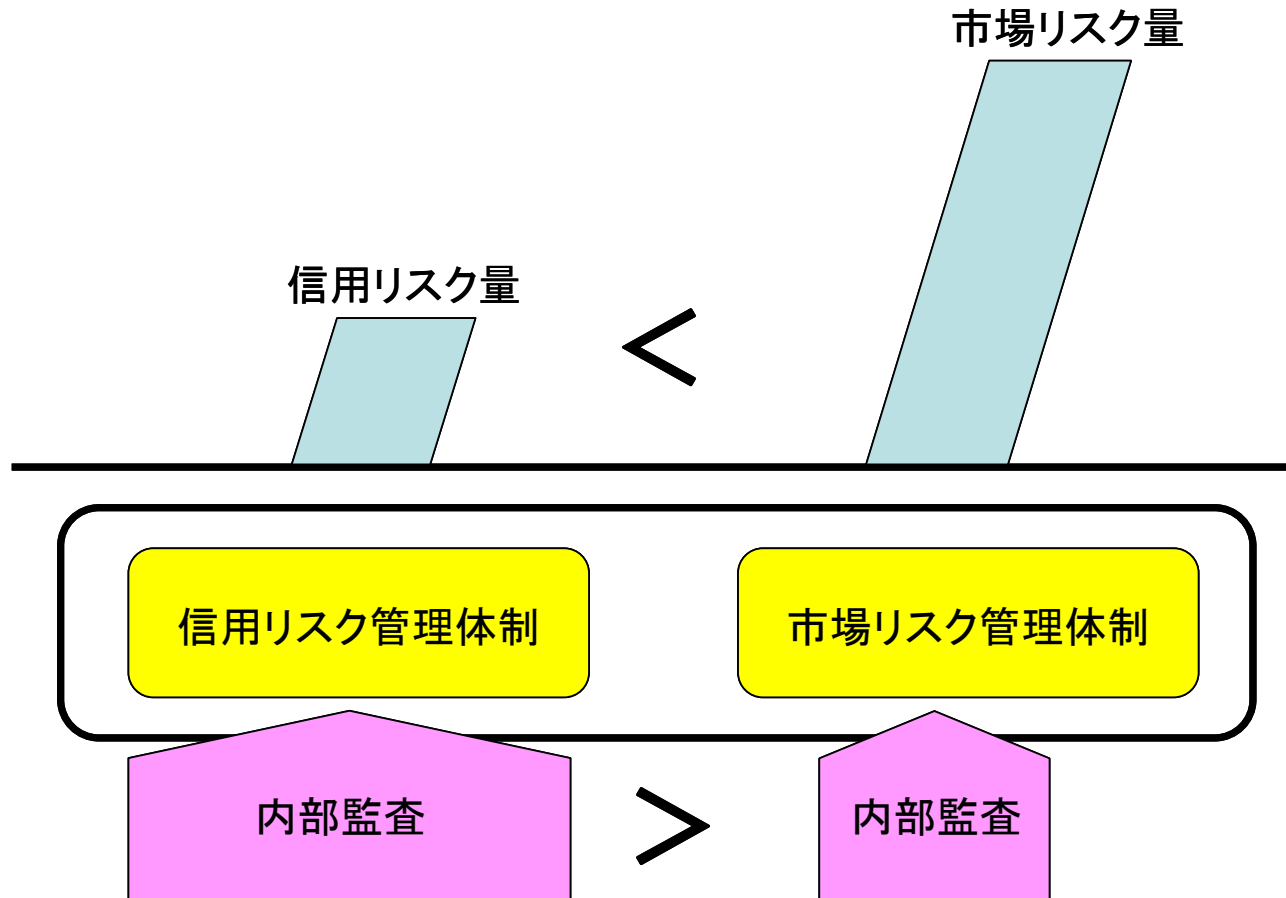 市場リスク量
信用リスク量
<
信用リスク管理体制
市場リスク管理体制
内部監査
>
内部監査